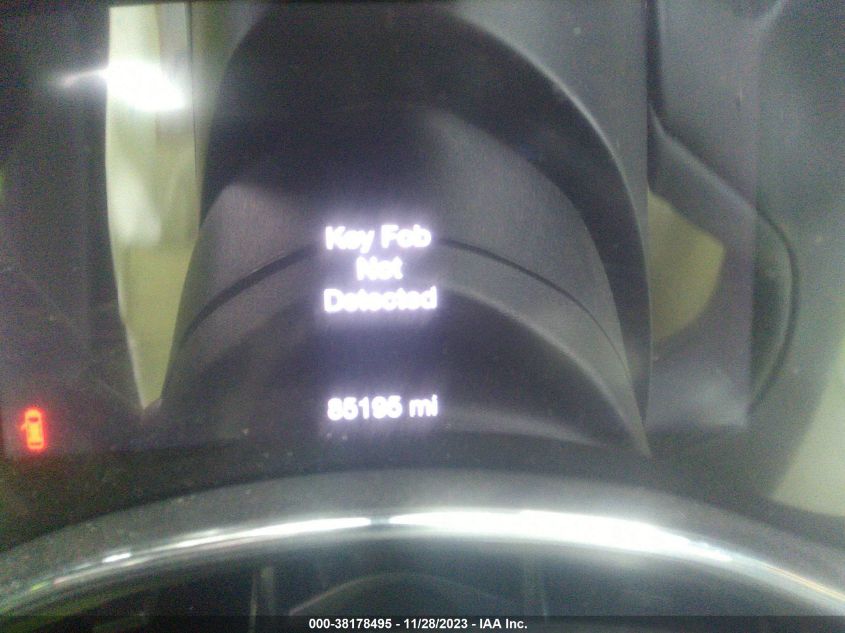 Key Fob
Not
Detected
85195 mi
000-38178495 - 11/28/2023 - IAA Inc.